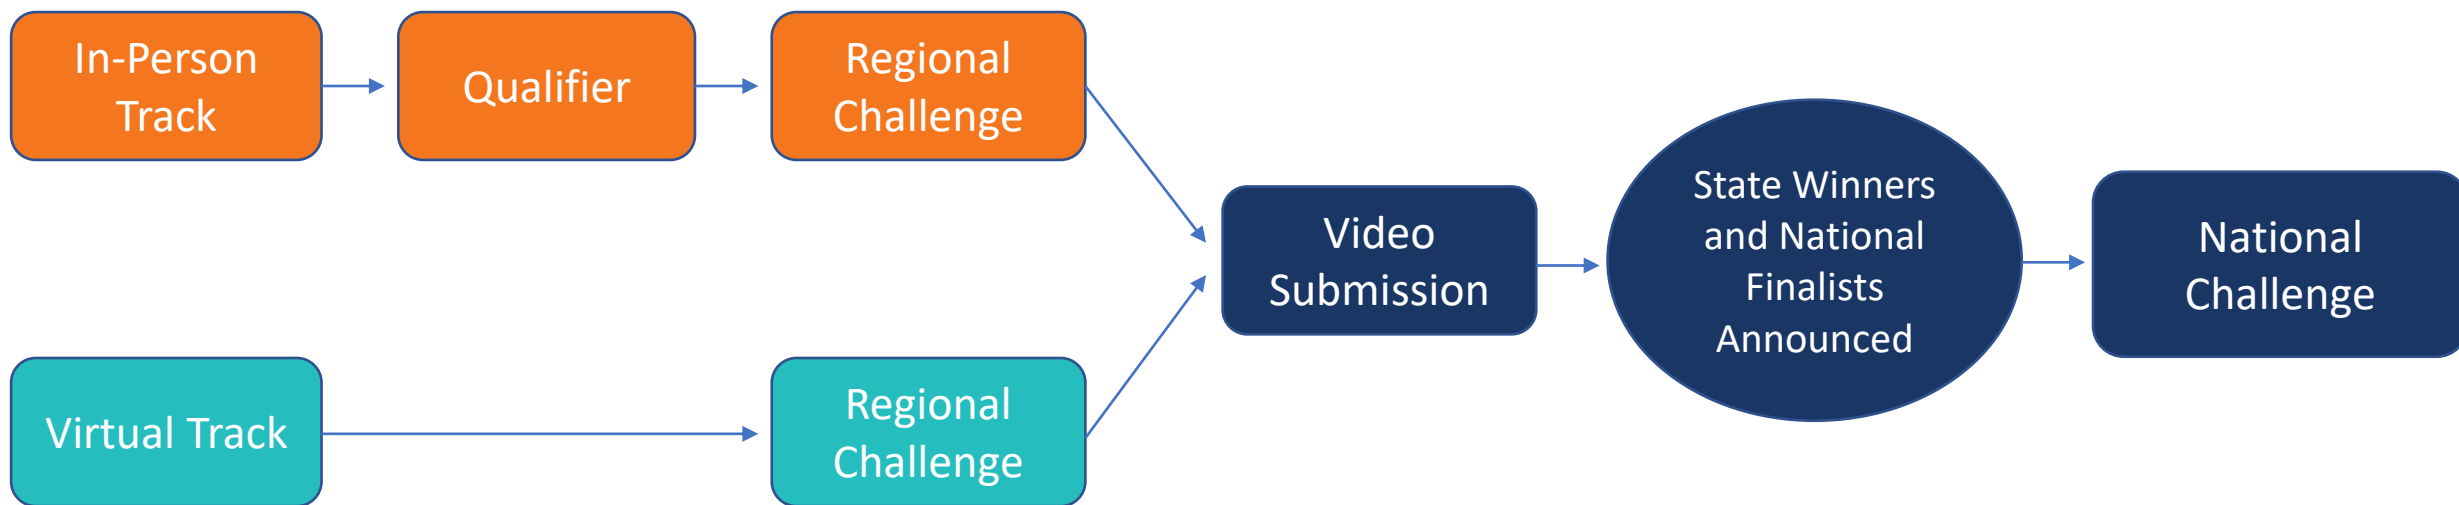 In-Person
Track
Qualifier
Regional
Challenge
Virtual Track
Regional
Challenge
Video
Submission
State Winners
and National
Finalists
Announced
National
Challenge